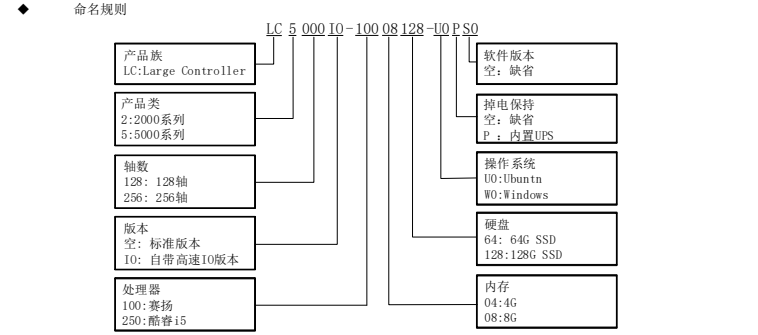 ◆ 命名规则
LC 5 000 IO-100 08 128-U0 P S0
产品族
LC:Large Controller
产品类
2:2000系列
5:5000系列
轴数
128: 128轴
256: 256轴
版本
空: 标准版本
IO: 自带高速IO版本
处理器
100:赛扬
250:酷睿i5
软件版本
空: 缺省
掉电保持
空: 缺省
P : 内置UPS
操作系统
U0:Ubuntn
W0:Windows
硬盘
64: 64G SSD
128:128G SSD
内存
04:4G
08:8G